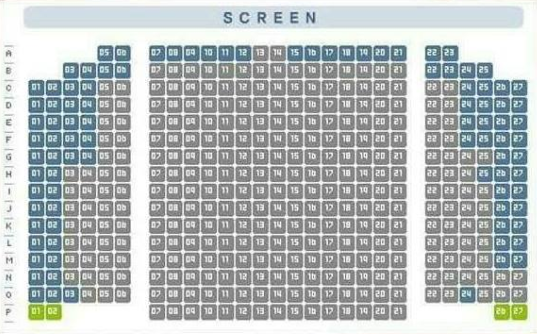 SCREEN
A 05 06 07 08 09 10 11 12 13 14 15 16 17 18 19 20 21 22 23
B 03 04 05 06 07 08 09 10 11 12 13 14 15 16 17 18 19 20 21 22 23 24 25
C 01 02 03 04 05 06 07 08 09 10 11 12 13 14 15 16 17 18 19 20 21 22 23 24 25 26 27
D 01 02 03 04 05 06 07 08 09 10 11 12 13 14 15 16 17 18 19 20 21 22 23 24 25 26 27
E 01 02 03 04 05 06 07 08 09 10 11 12 13 14 15 16 17 18 19 20 21 22 23 24 25 26 27
F 01 02 03 04 05 06 07 08 09 10 11 12 13 14 15 16 17 18 19 20 21 22 23 24 25 26 27
G 01 02 03 04 05 06 07 08 09 10 11 12 13 14 15 16 17 18 19 20 21 22 23 24 25 26 27
H 01 02 03 04 05 06 07 08 09 10 11 12 13 14 15 16 17 18 19 20 21 22 23 24 25 26 27
I 01 02 03 04 05 06 07 08 09 10 11 12 13 14 15 16 17 18 19 20 21 22 23 24 25 26 27
J 01 02 03 04 05 06 07 08 09 10 11 12 13 14 15 16 17 18 19 20 21 22 23 24 25 26 27
K 01 02 03 04 05 06 07 08 09 10 11 12 13 14 15 16 17 18 19 20 21 22 23 24 25 26 27
L 01 02 03 04 05 06 07 08 09 10 11 12 13 14 15 16 17 18 19 20 21 22 23 24 25 26 27
M 01 02 03 04 05 06 07 08 09 10 11 12 13 14 15 16 17 18 19 20 21 22 23 24 25 26 27
N 01 02 03 04 05 06 07 08 09 10 11 12 13 14 15 16 17 18 19 20 21 22 23 24 25 26 27
O 01 02 03 04 05 06 07 08 09 10 11 12 13 14 15 16 17 18 19 20 21 22 23 24 25 26 27
P 01 02 07 08 09 10 11 12 13 14 15 16 17 18 19 20 21 26 27